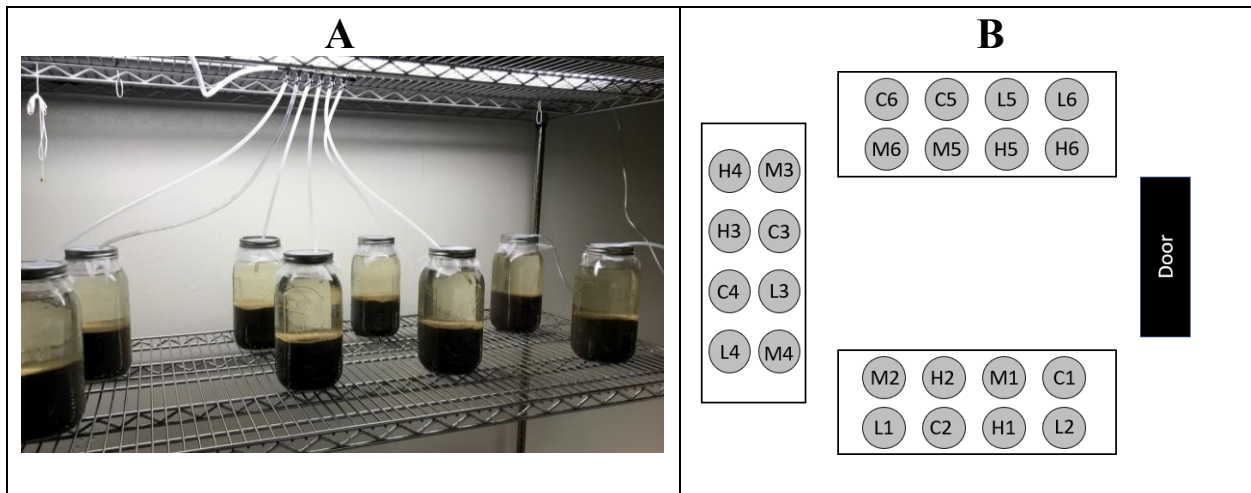 A
B
C6 C5 L5 L6
M6 M5 H5 H6
H4 M3
H3 C3
C4 L3
L4 M4
Door
M2 H2 M1 C1
L1 C2 H1 L2